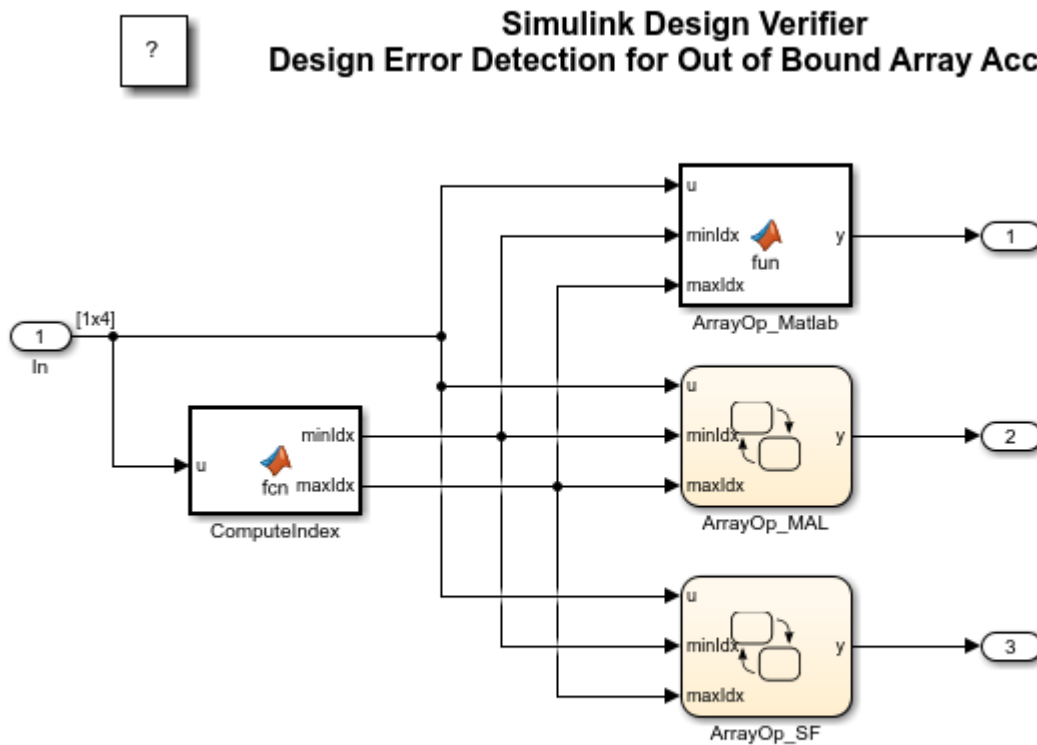 Simulink Design Verifier
?
Design Error Detection for Out of Bound Array Acc
u
minIdx
y
1
fun
maxIdx
[1x4]
ArrayOp_Matlab
1
In
u
minIdx
minIdx
y
2
u
fcn
maxIdx
maxIdx
ArrayOp_MAL
ComputeIndex
u
minIdx
y
3
maxIdx
ArrayOp_SF